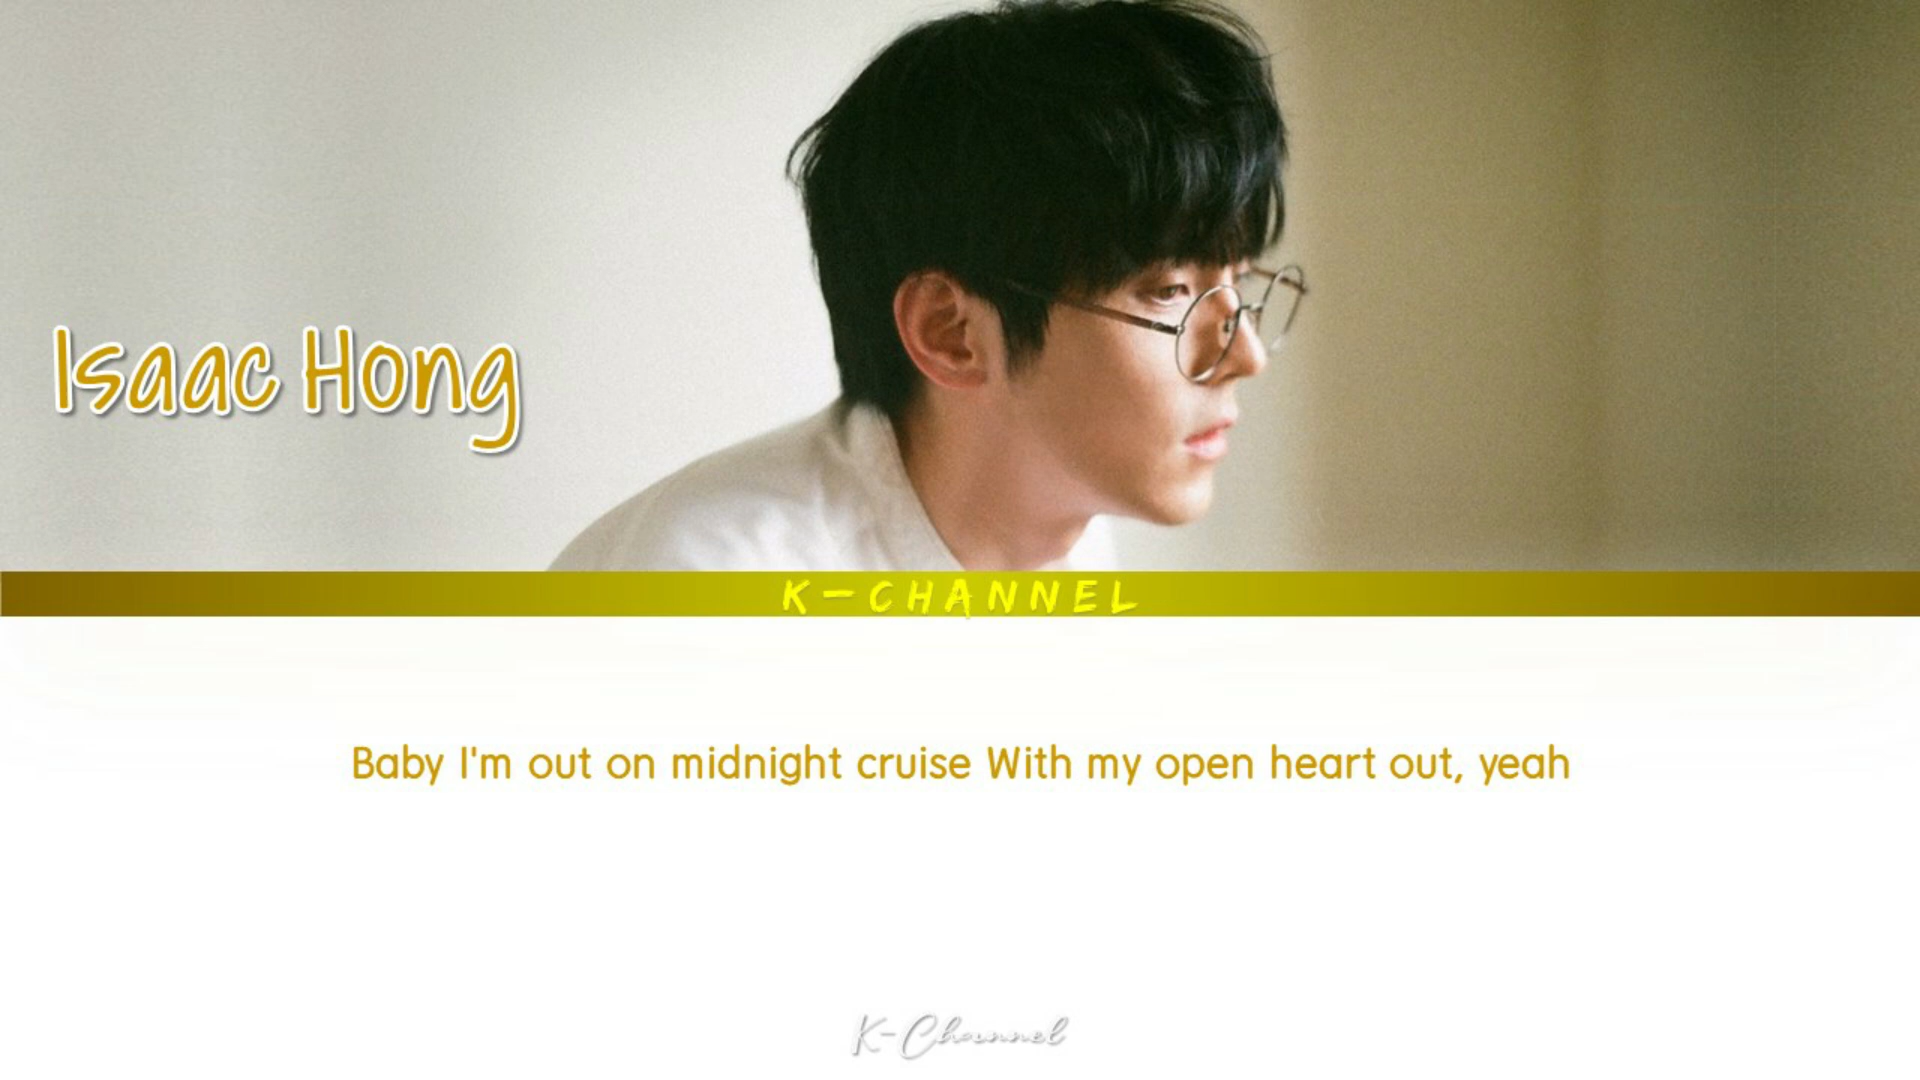 Isaac Hong
K-CHANNEL
Baby I'm out on midnight cruise With my open heart out, yeah
K-Channel